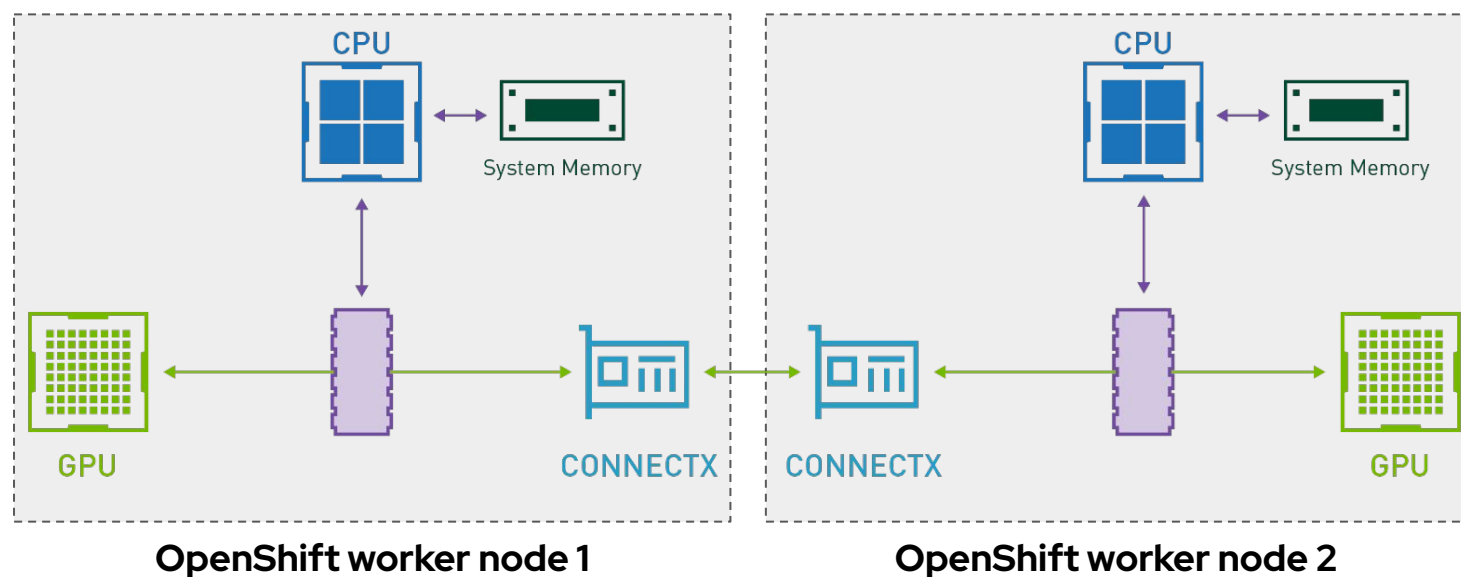 CPU
System Memory
GPU
CONNECTX
OpenShift worker node 1
CPU
System Memory
CONNECTX
GPU
OpenShift worker node 2